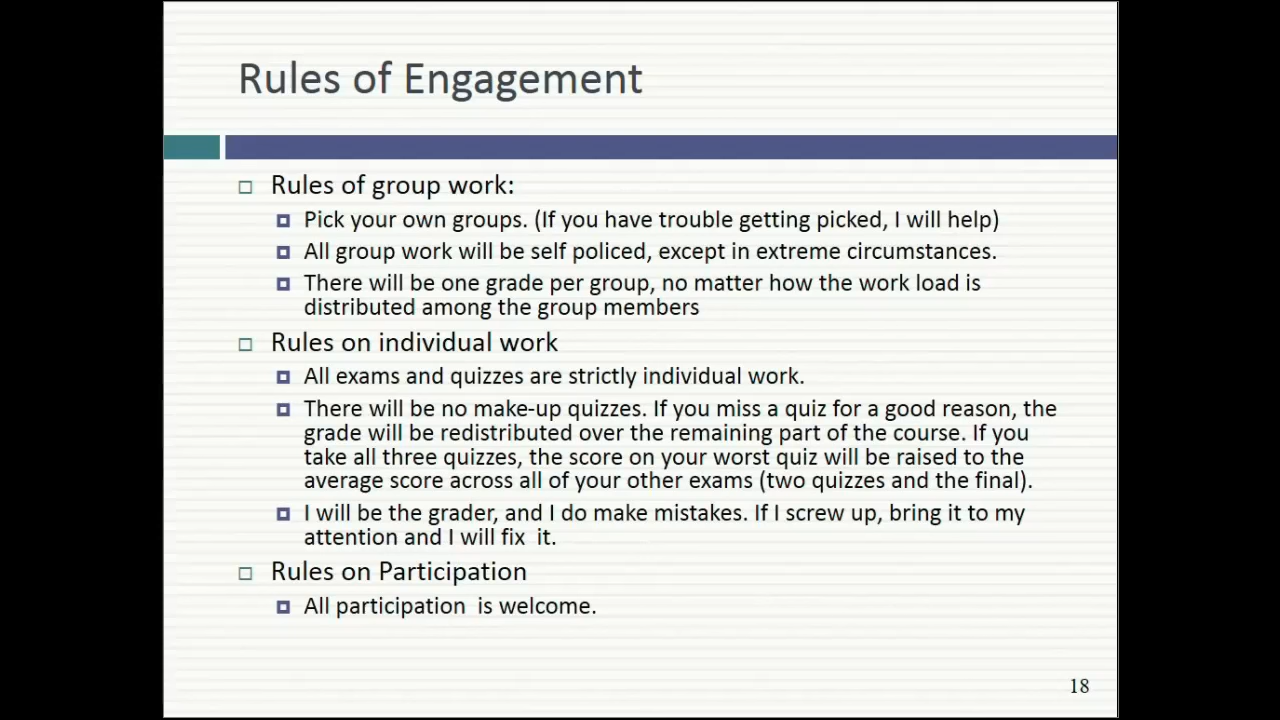 Rules of Engagement
Rules of group work:
Pick your own groups. (If you have trouble getting picked, I will help)
All group work will be self policed, except in extreme circumstances.
There will be one grade per group, no matter how the work load is
distributed among the group members
Rules on individual work
All exams and quizzes are strictly individual work.
There will be no make-up quizzes. If you miss a quiz for a good reason, the
grade will be redistributed over the remaining part of the course. If you
take all three quizzes, the score on your worst quiz will be raised to the
average score across all of your other exams (two quizzes and the final).
I will be the grader, and I do make mistakes. If I screw up, bring it to my
attention and I will fix  it.
Rules on Participation
All participation  is welcome.
18